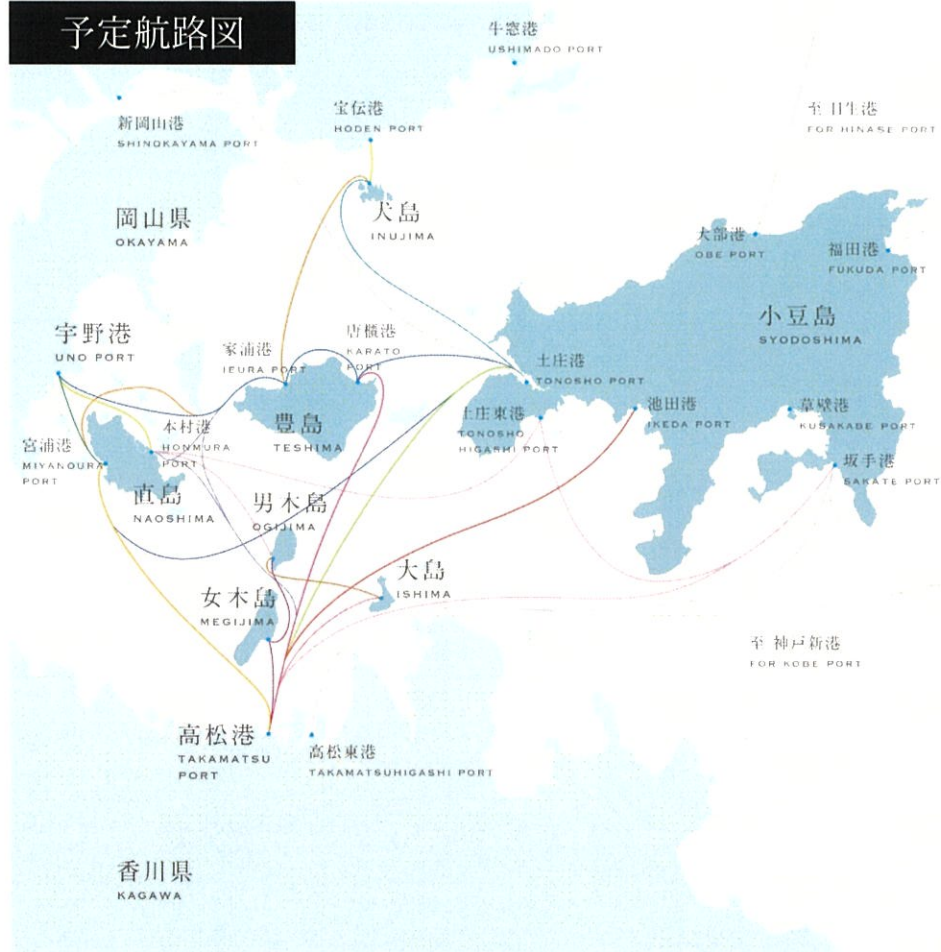 予定航路図
牛窓港
USHIMADO PORT
新岡山港
SHINOKAYAMA PORT
宝伝港
HODEN PORT
至 日生港
FOR HINASE PORT
岡山県
OKAYAMA
犬島
INUJIMA
大部港
OBE PORT
福田港
FUKUDA PORT
宇野港
UNO PORT
家浦港
IEURA PORT
唐櫃港
KARATO
PORT
小豆島
SYODOSHIMA
土庄港
TONOSHO PORT
宮浦港
MIYANOURA
PORT
本村港
HONMURA
PORT
豊島
TESHIMA
土庄東港
TONOSHO
HIGASHI PORT
池田港
IKEDA PORT
草壁港
KUSAKABE PORT
坂手港
SAKATE PORT
直島
NAOSHIMA
男木島
OGIJIMA
大島
ISHIMA
女木島
MEGIJIMA
至 神戸新港
FOR KOBE PORT
高松港
TAKAMATSU
PORT
高松東港
TAKAMATSUHIGASHI PORT
香川県
KAGAWA